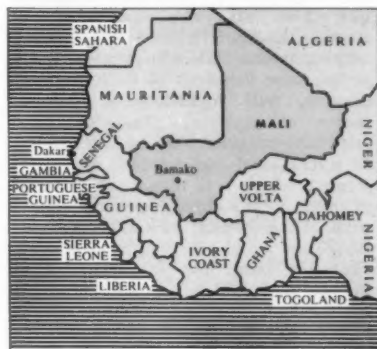 SPANISH
SAHARA
ALGERIA
MAURITANIA
MALI
NIGER
Dakar
SENEGAL
Bamako
GAMBIA
PORTUGUESE
GUINEA
GUINEA
UPPER
VOLTA
DAHOMEY
NIGERIA
SIERRA
LEONE
IVORY
COAST
GHANA
LIBERIA
TOGOLAND